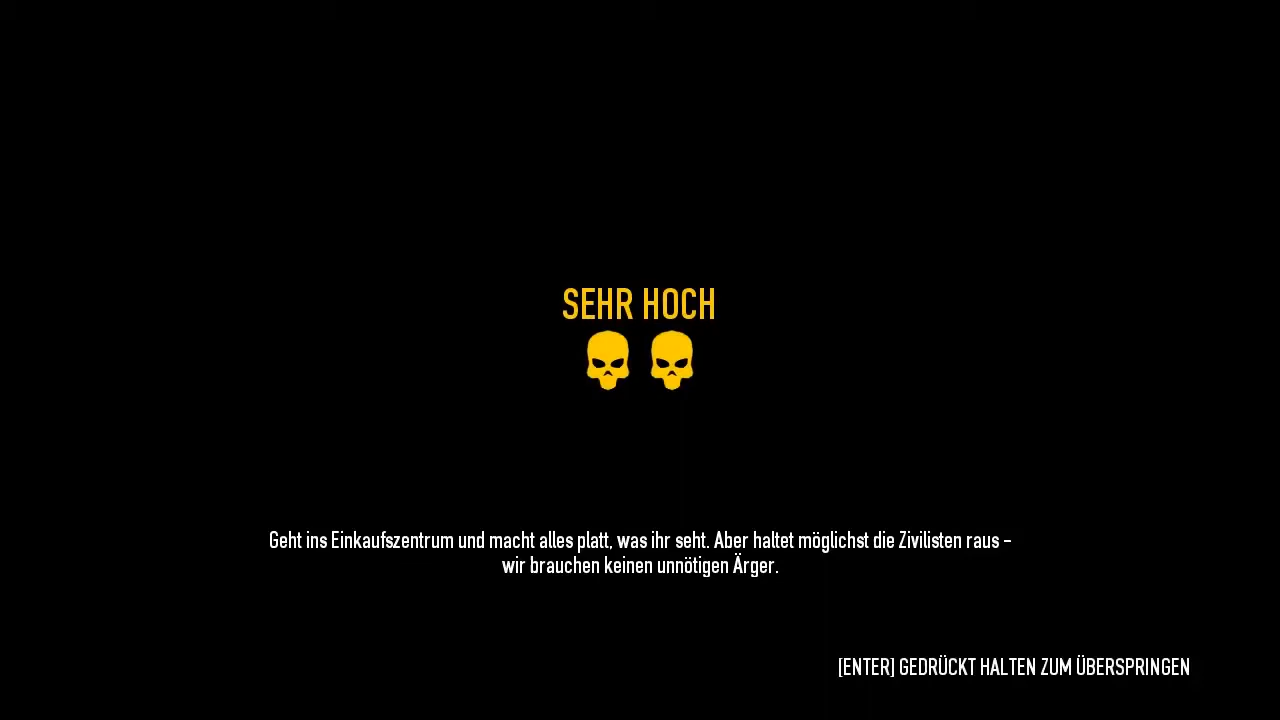 SEHR HOCH
Geht ins Einkaufszentrum und macht alles platt, was ihr seht. Aber haltet möglichst die Zivilisten raus -
wir brauchen keinen unnötigen Ärger.
[ENTER] GEDRÜCKT HALTEN ZUM ÜBERSPRINGEN